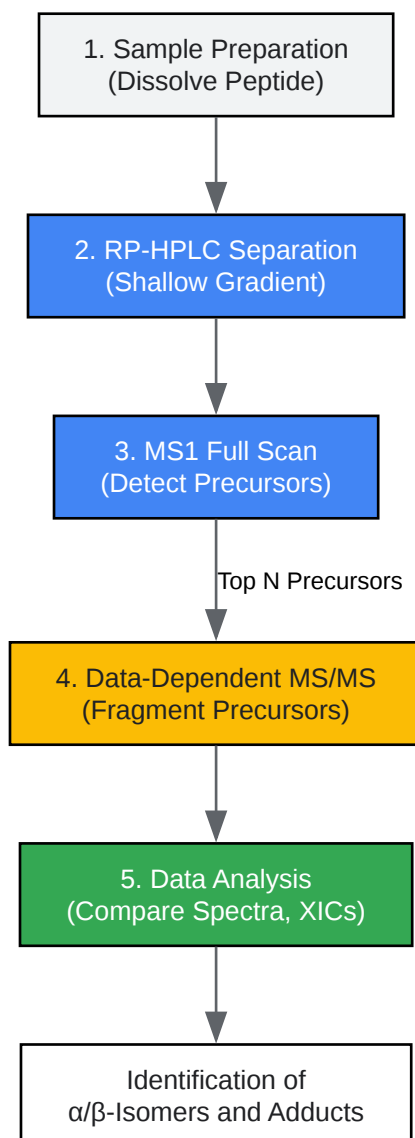 1. Sample Preparation
(Dissolve Peptide)
2. RP-HPLC Separation
(Shallow Gradient)
3. MS1 Full Scan
(Detect Precursors)
Top N Precursors
4. Data-Dependent MS/MS
(Fragment Precursors)
5. Data Analysis
(Compare Spectra, XICs)
Identification of
α/β-Isomers and Adducts